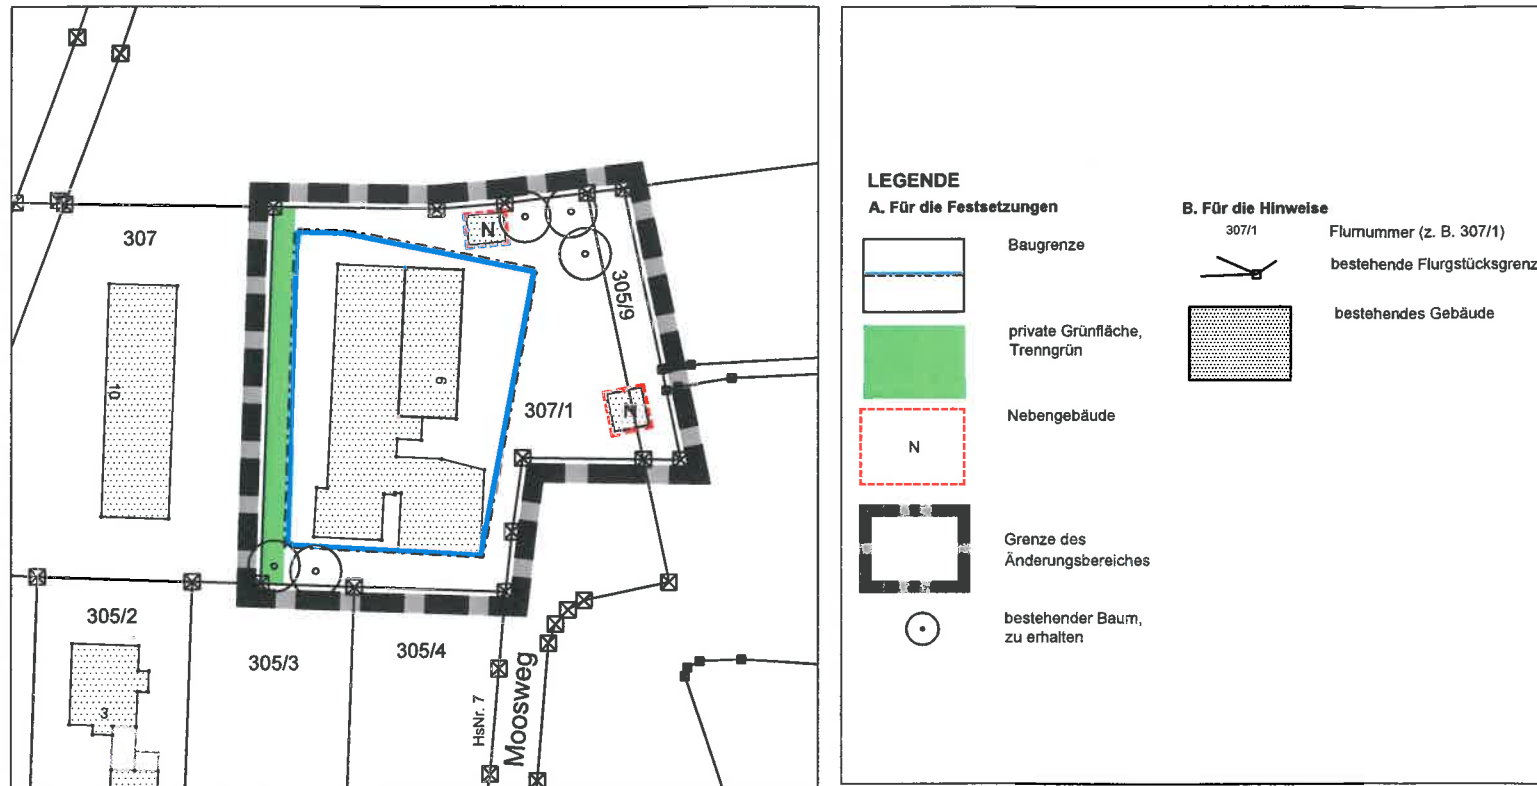 307
N
305/9
10
9
307/1
N
305/2
305/3
305/4
3
HsNr. 7
Moosweg
LEGENDE
A. Für die Festsetzungen
Baugrenze
private Grünfläche,
Trenngrün
Nebengebäude
N
Grenze des
Änderungsbereiches
bestehender Baum,
zu erhalten
B. Für die Hinweise
307/1
Flurnummer (z. B. 307/1)
bestehende Flurgstücksgrenz
bestehendes Gebäude